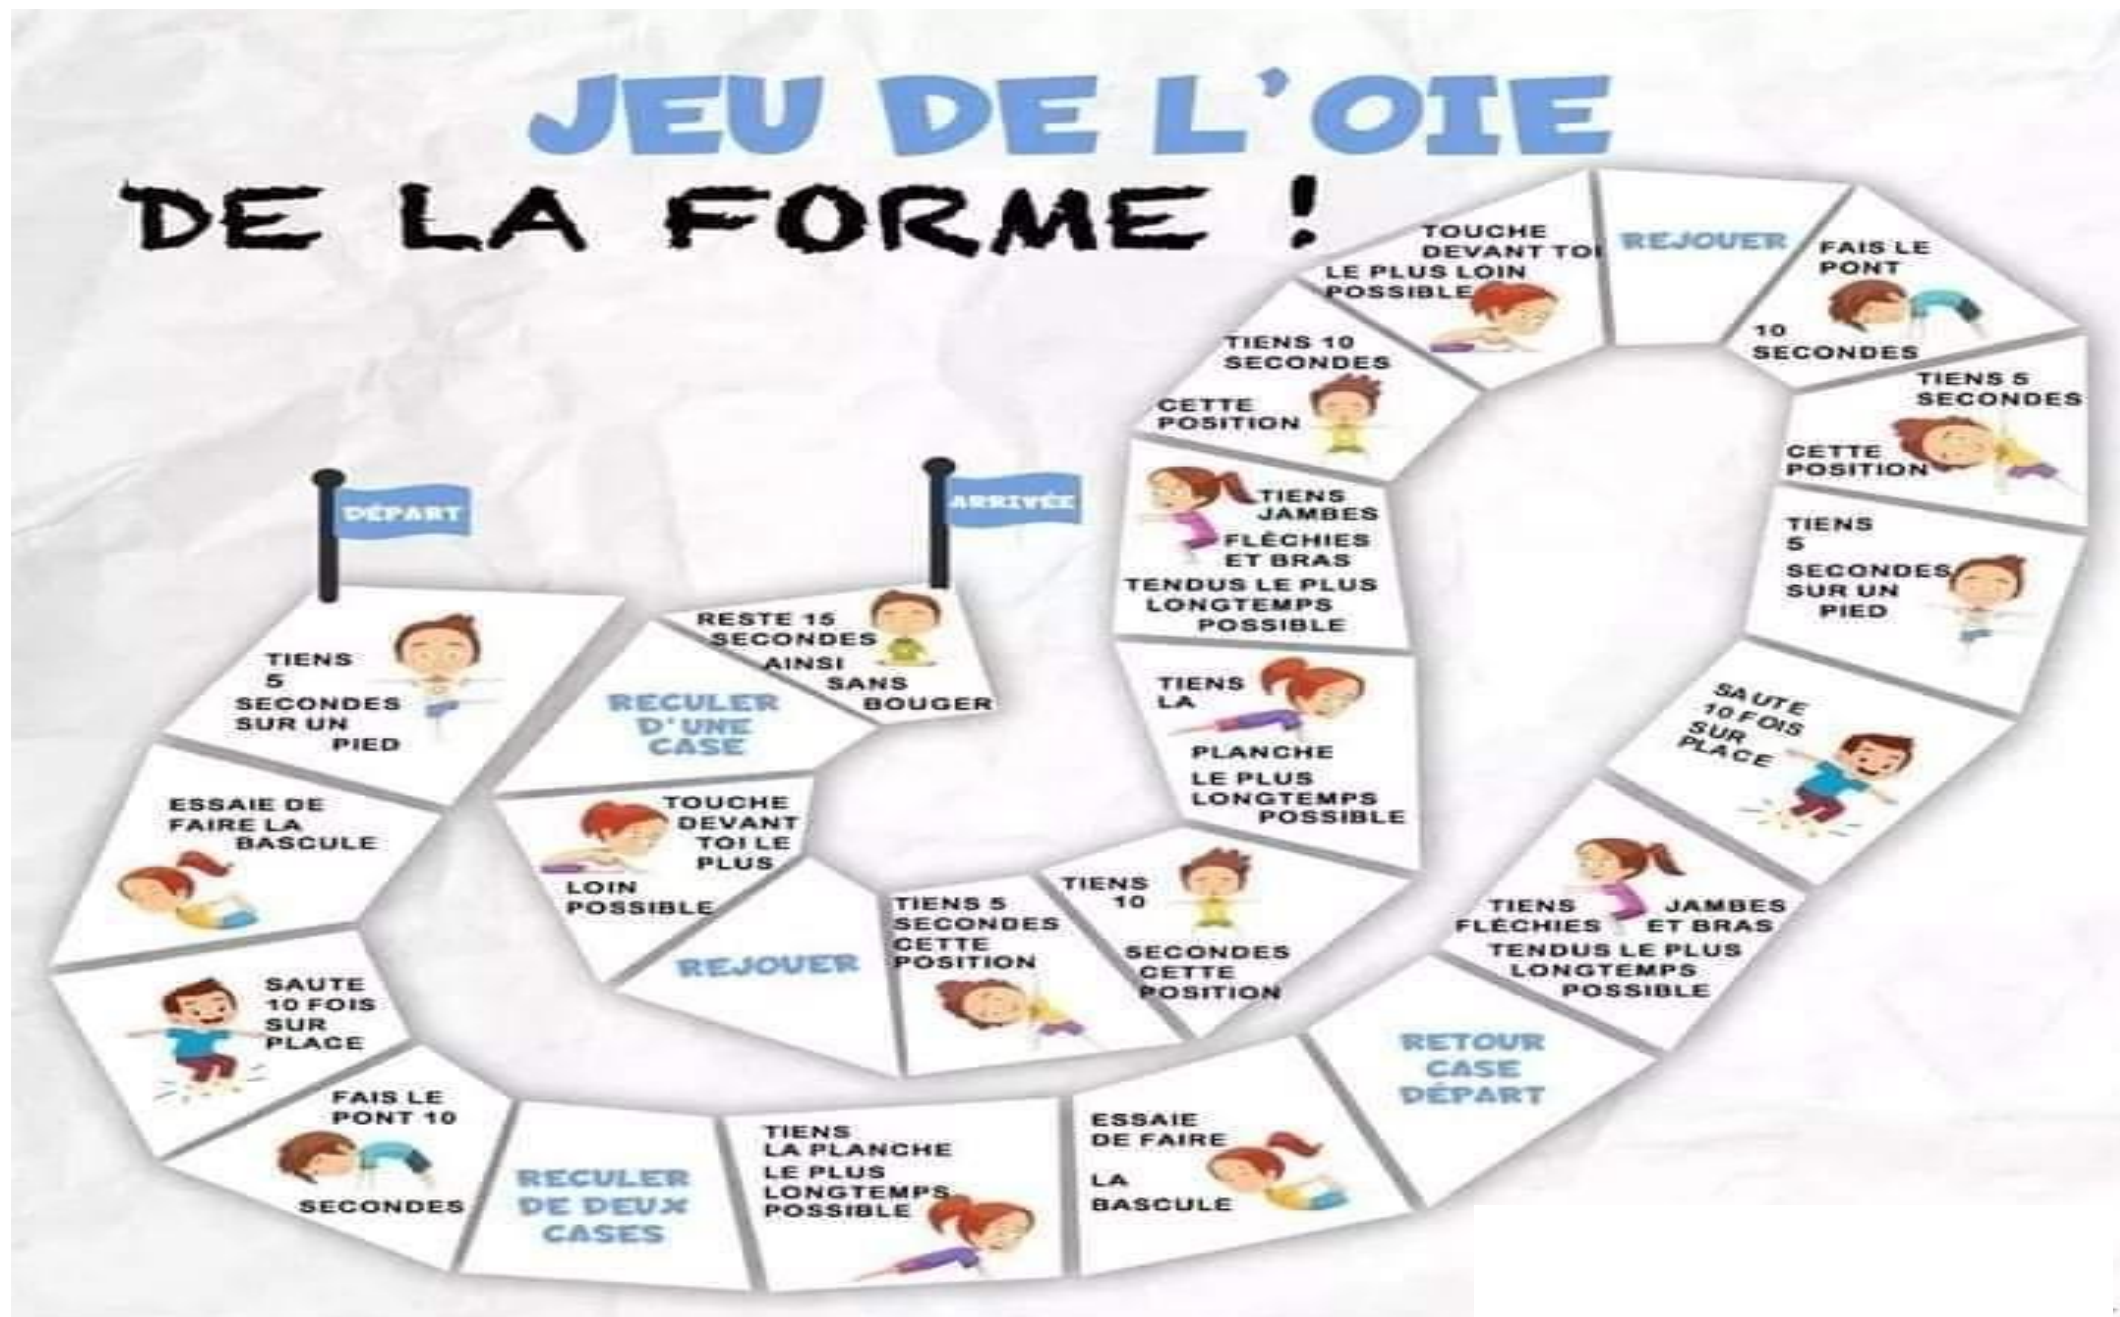 JEU DE L'OIE
DE LA FORME !
DÉPART
TIENS
5
SECONDES
SUR UN
PIED
ESSAIE DE
FAIRE LA
BASCULE
SAUTE
10 FOIS
SUR
PLACE
FAIS LE
PONT 10
SECONDES
RECULER
DE DEUX
CASES
TIENS
LA PLANCHE
LE PLUS
LONGTEMPS
POSSIBLE
ESSAIE
DE FAIRE
LA
BASCULE
RETOUR
CASE
DÉPART
TIENS JAMBES
FLÉCHIES ET BRAS
TENDUS LE PLUS
LONGTEMPS
POSSIBLE
SAUTE
10 FOIS
SUR
PLACE
TIENS
5
SECONDES
SUR UN
PIED
TIENS 5
SECONDES
CETTE
POSITION
FAIS LE
PONT
10
SECONDES
REJOUER
TOUCHE
DEVANT TOI
LE PLUS LOIN
POSSIBLE
TIENS 10
SECONDES
CETTE
POSITION
TIENS
JAMBES
FLÉCHIES
ET BRAS
TENDUS LE PLUS
LONGTEMPS
POSSIBLE
TIENS
LA
PLANCHE
LE PLUS
LONGTEMPS
POSSIBLE
TIENS
10
SECONDES
CETTE
POSITION
TIENS 5
SECONDES
CETTE
POSITION
REJOUER
TOUCHE
DEVANT
TOI LE
PLUS
LOIN
POSSIBLE
RECULER
D'UNE
CASE
RESTE 15
SECONDES
AINSI
SANS
BOUGER
ARRIVÉE